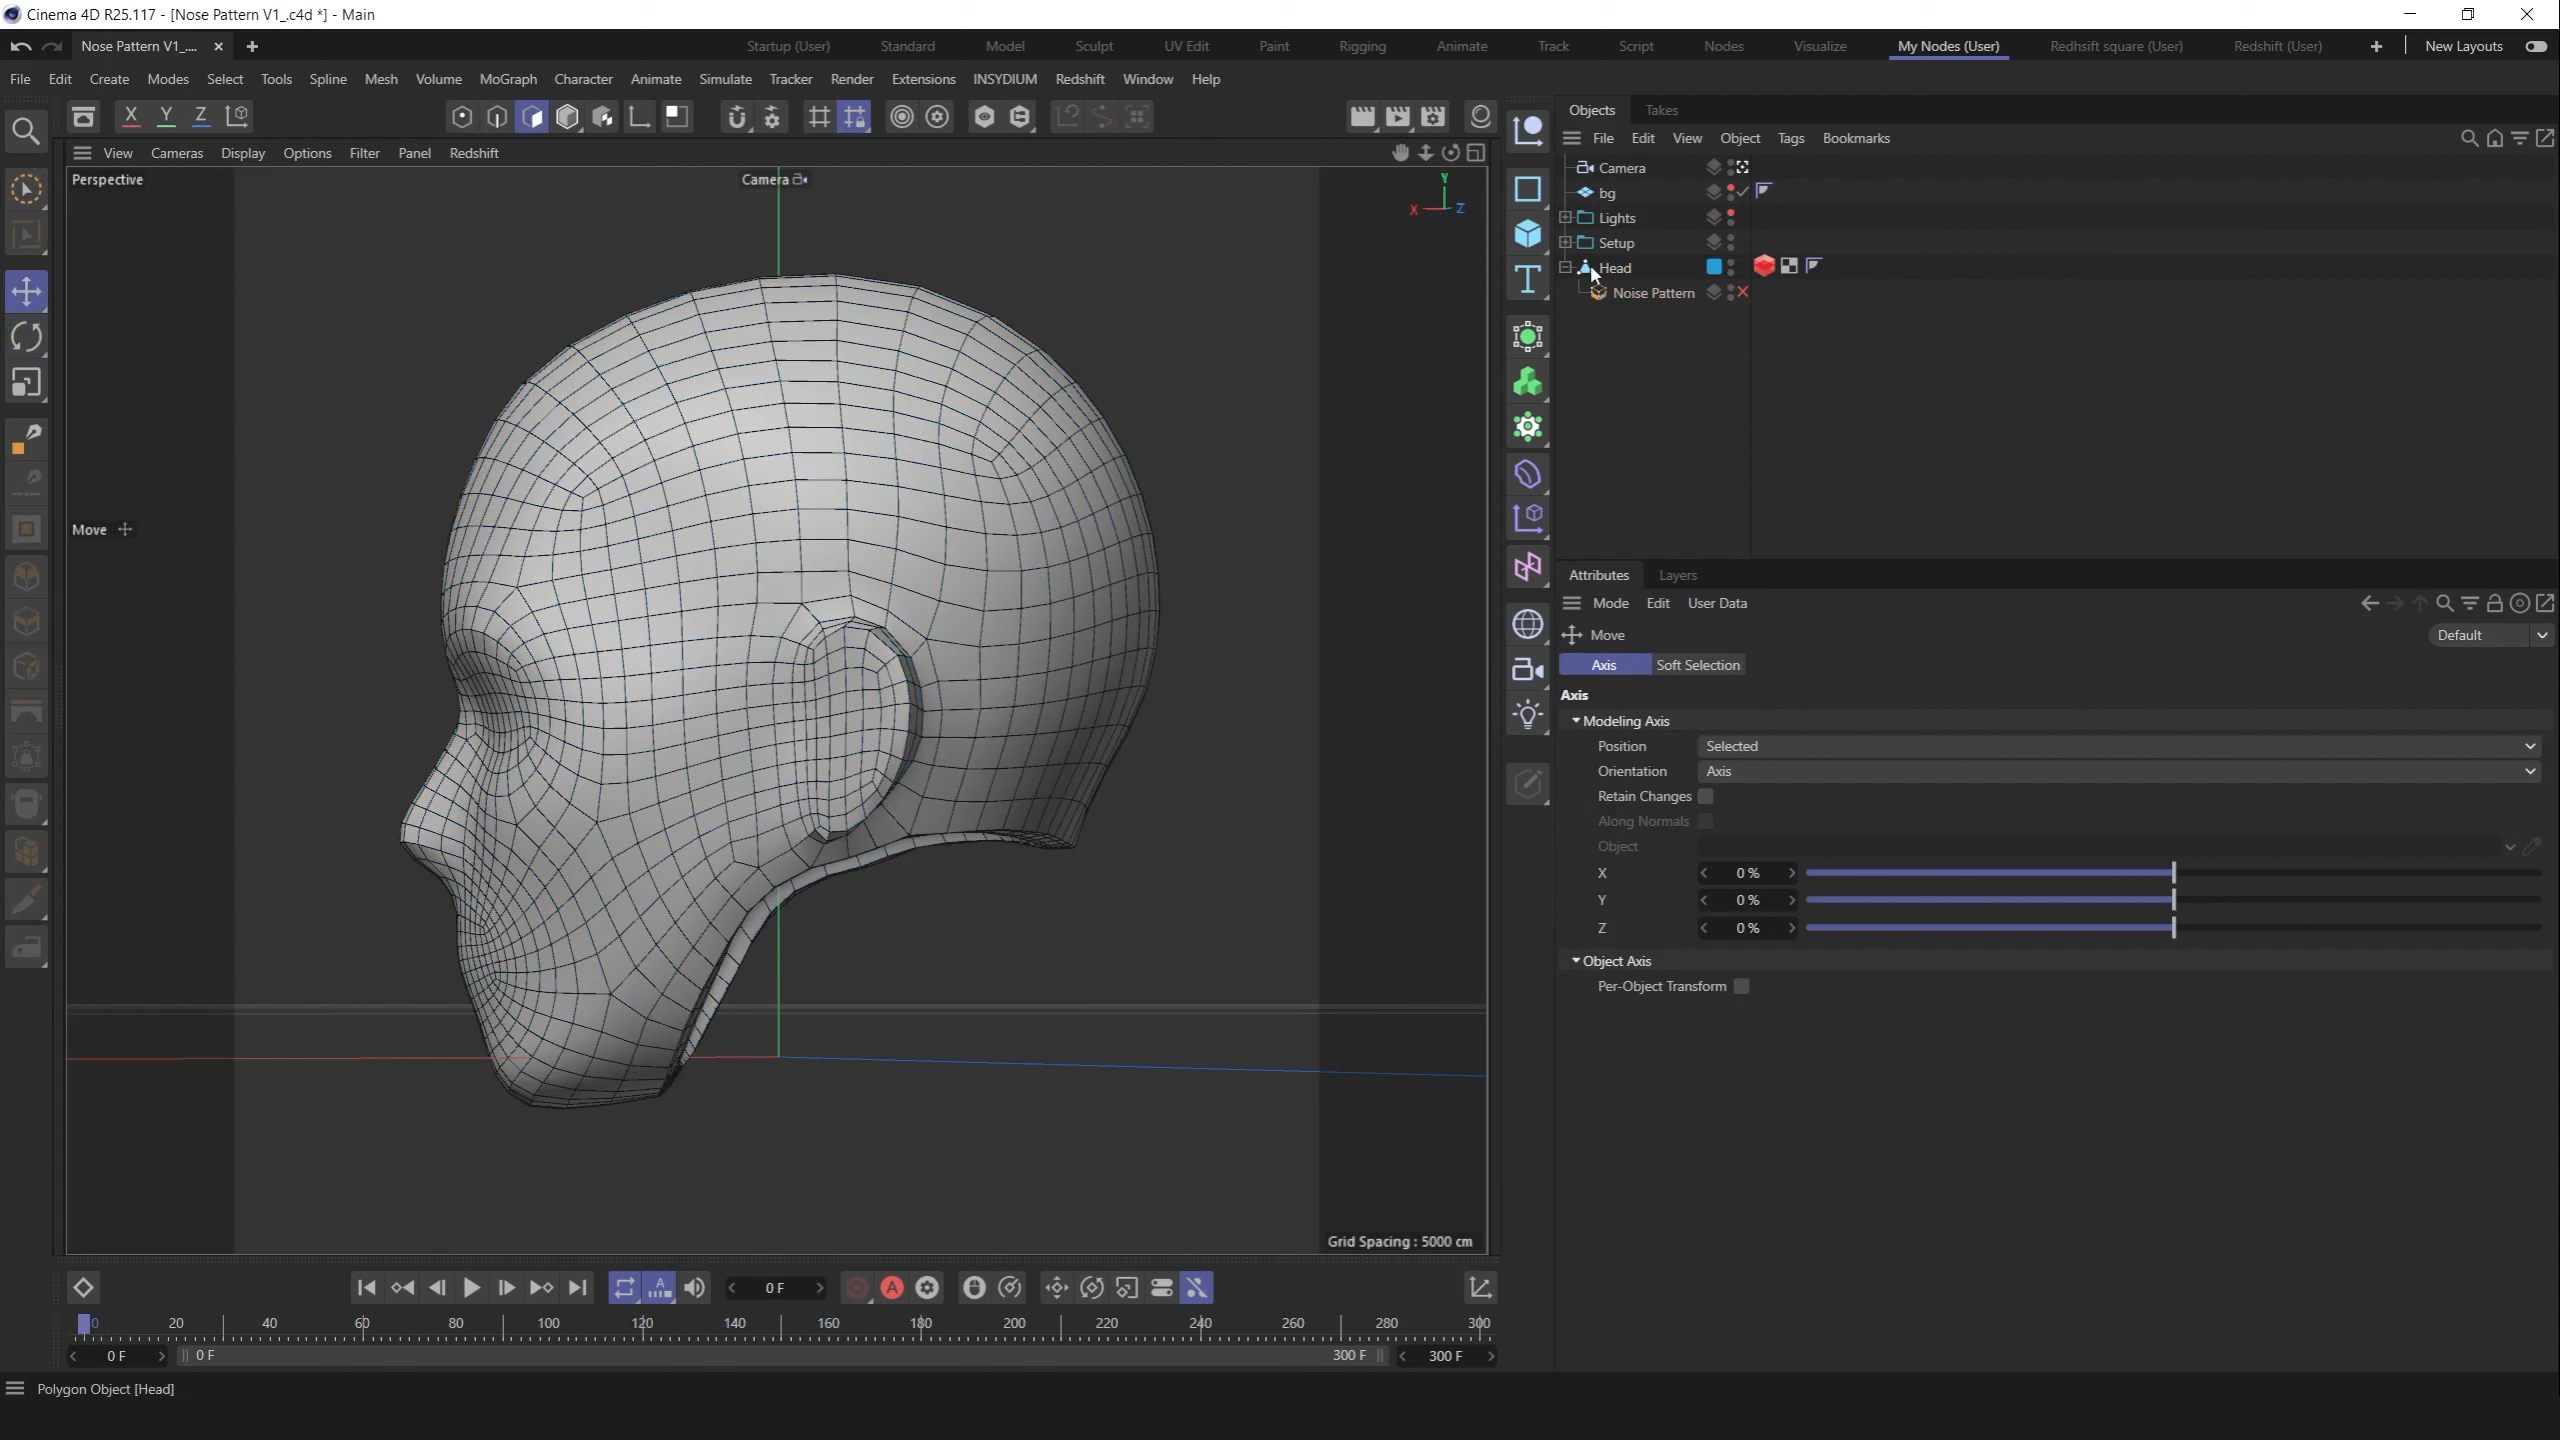 Cinema 4D R25.117 - [Nose Pattern V1_.c4d *] - Main
Nose Pattern V1_....
Startup (User) Standard Model Sculpt UV Edit Paint Rigging Animate Track Script Nodes Visualize My Nodes (User) Redhsift square (User) Redshift (User) New Layouts
File Edit Create Modes Select Tools Spline Mesh Volume MoGraph Character Animate Simulate Tracker Render Extensions INSYDIUM Redshift Window Help
X Y Z
View Cameras Display Options Filter Panel Redshift
Perspective
Camera
Y
X
Z
Move
Grid Spacing : 5000 cm
Objects Takes
File Edit View Object Tags Bookmarks
Camera
bg
Lights
Setup
Head
Noise Pattern
Attributes Layers
Mode Edit User Data
Move
Default
Axis Soft Selection
Axis
Modeling Axis
Position Selected
Orientation Axis
Retain Changes
Along Normals
Object
X 0 %
Y 0 %
Z 0 %
Object Axis
Per-Object Transform
A
0 F
A
0 20 40 60 80 100 120 140 160 180 200 220 240 260 280 300
0 F
0 F
300 F
300 F
Polygon Object [Head]